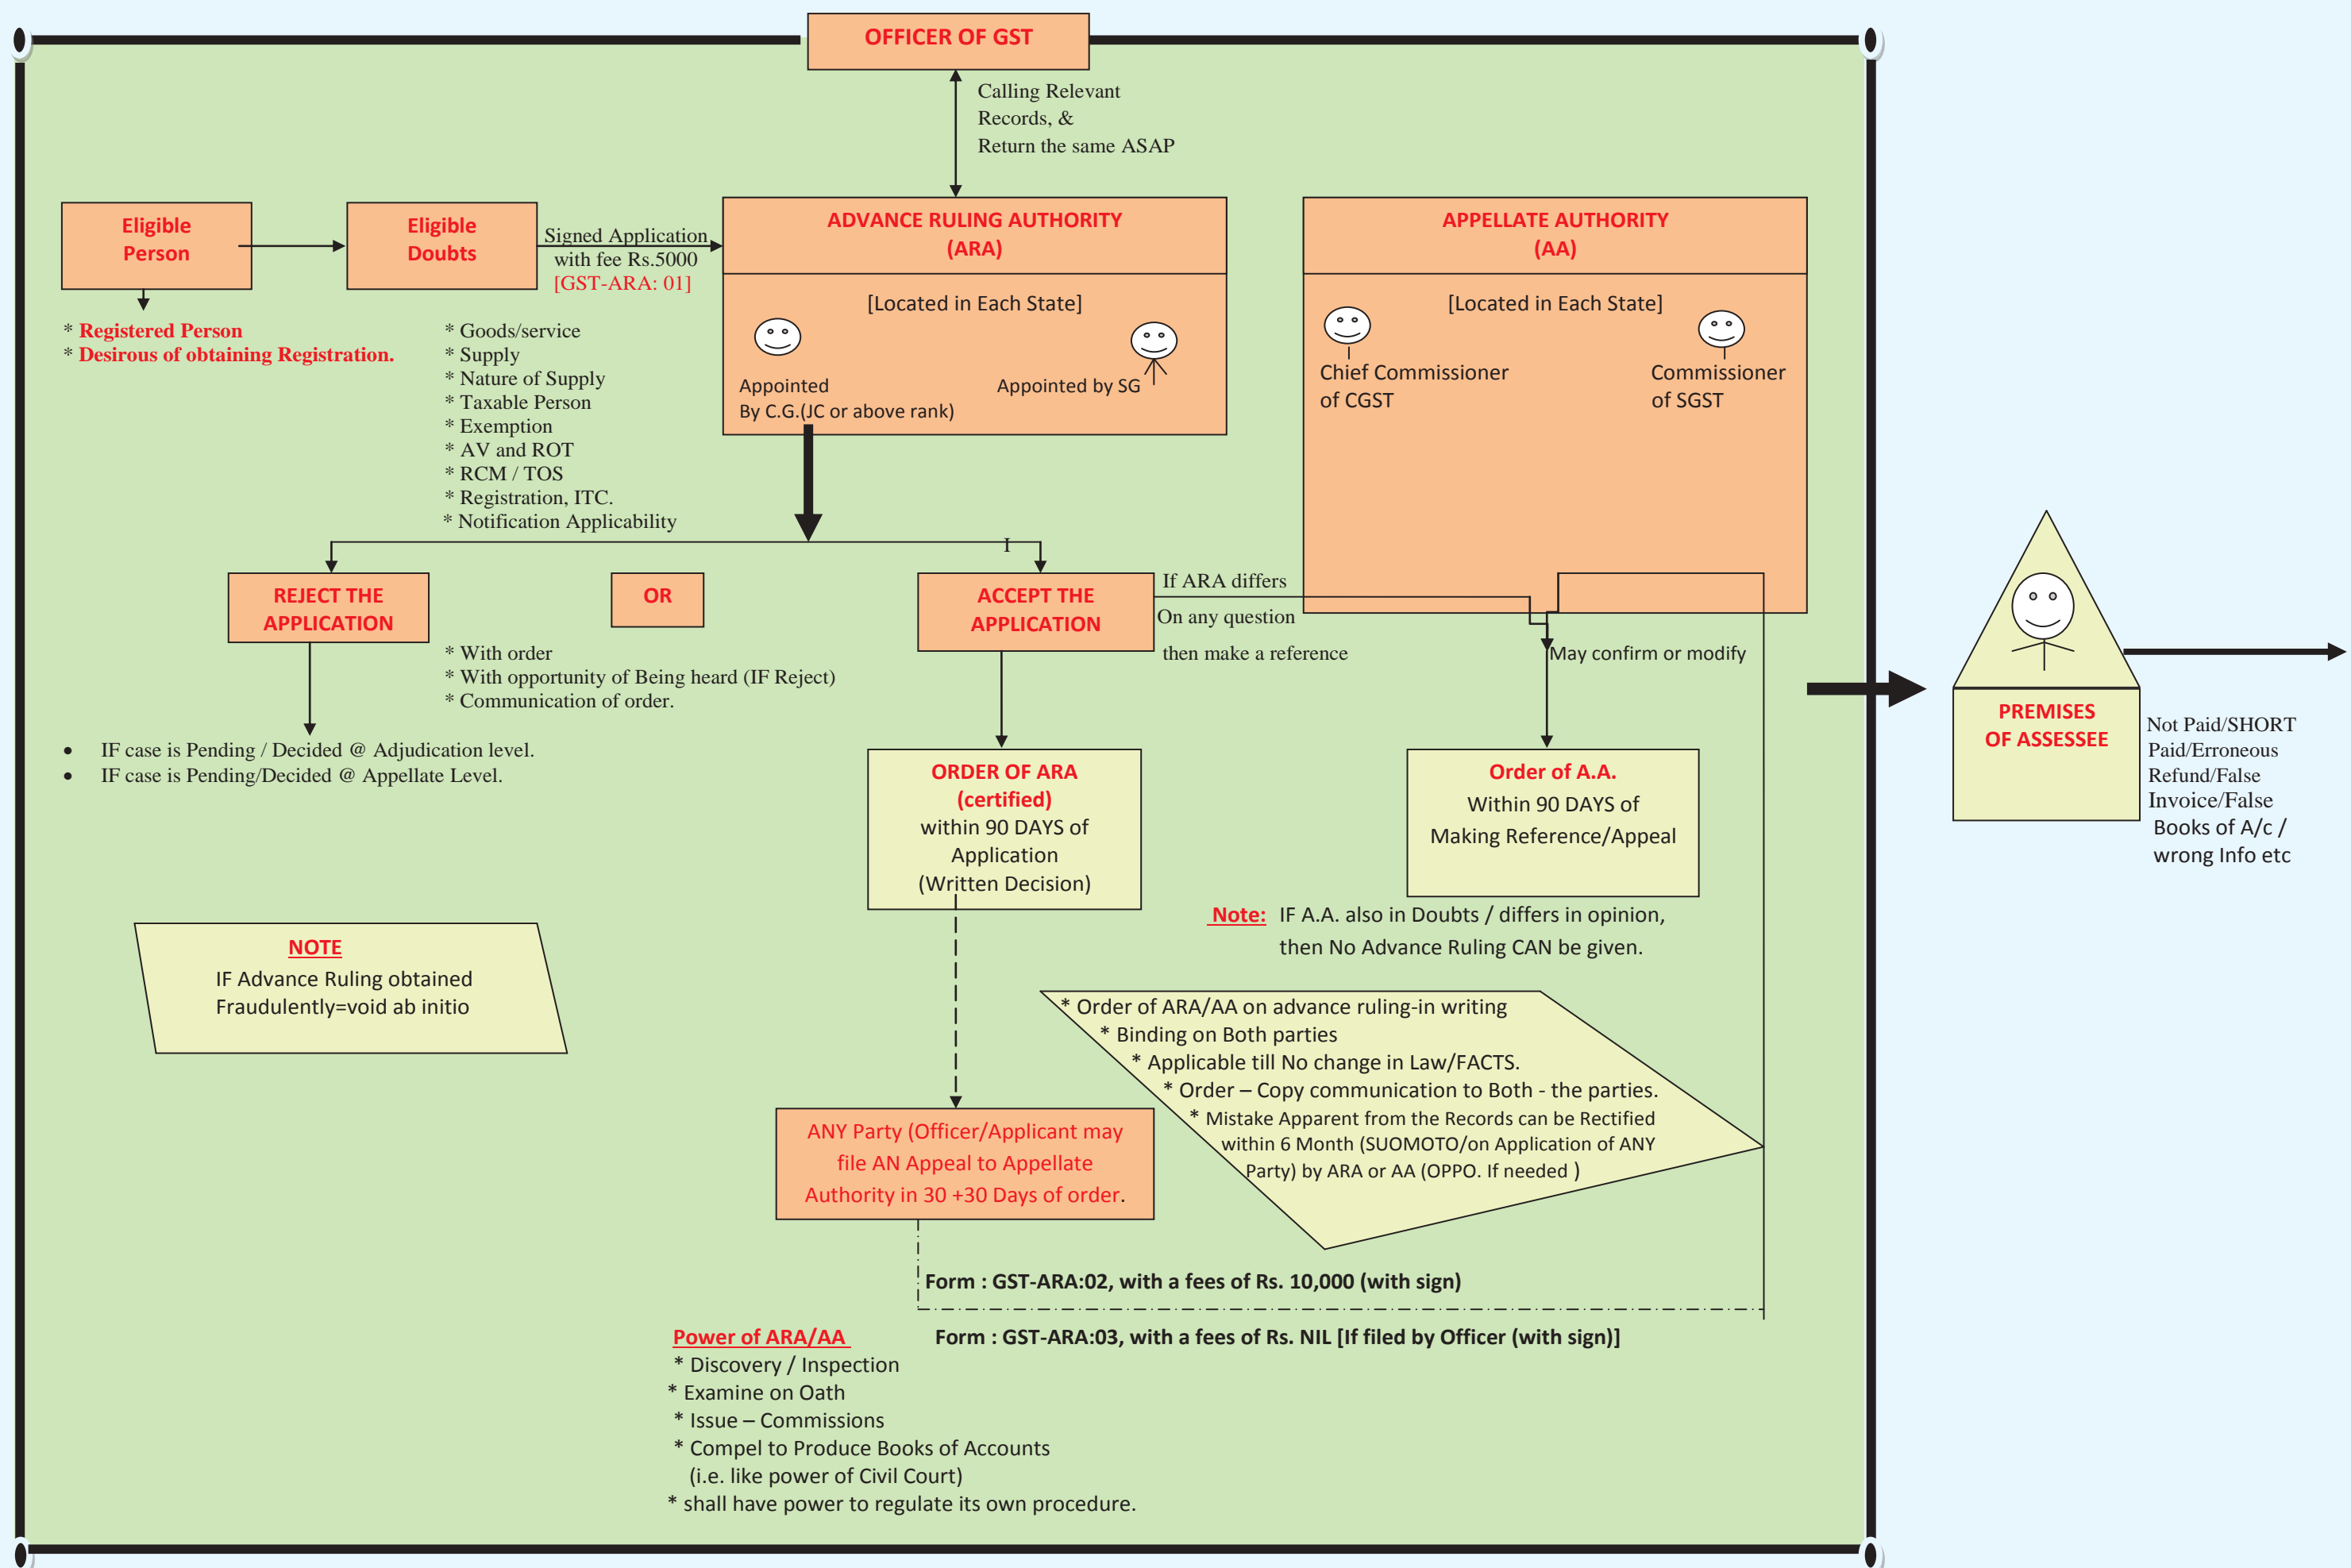 OFFICER OF GST
Calling Relevant
Records, &
Return the same ASAP
Eligible
Person
Eligible
Doubts
Signed Application
with fee Rs.5000
[GST-ARA: 01]
ADVANCE RULING AUTHORITY
(ARA)
[Located in Each State]
Appointed
By C.G.(JC or above rank)
Appointed by SG
APPELLATE AUTHORITY
(AA)
[Located in Each State]
Chief Commissioner
of CGST
Commissioner
of SGST
* Registered Person
* Desirous of obtaining Registration.
* Goods/service
* Supply
* Nature of Supply
* Taxable Person
* Exemption
* AV and ROT
* RCM / TOS
* Registration, ITC.
* Notification Applicability
I
REJECT THE
APPLICATION
OR
ACCEPT THE
APPLICATION
If ARA differs
On any question
then make a reference
May confirm or modify
* With order
* With opportunity of Being heard (IF Reject)
* Communication of order.
• IF case is Pending / Decided @ Adjudication level.
• IF case is Pending/Decided @ Appellate Level.
PREMISES
OF ASSESSEE
Not Paid/SHORT
Paid/Erroneous
Refund/False
Invoice/False
Books of A/c /
wrong Info etc
ORDER OF ARA
(certified)
within 90 DAYS of
Application
(Written Decision)
Order of A.A.
Within 90 DAYS of
Making Reference/Appeal
Note: IF A.A. also in Doubts / differs in opinion,
then No Advance Ruling CAN be given.
NOTE
IF Advance Ruling obtained
Fraudulently=void ab initio
* Order of ARA/AA on advance ruling-in writing
* Binding on Both parties
* Applicable till No change in Law/FACTS.
* Order – Copy communication to Both - the parties.
* Mistake Apparent from the Records can be Rectified
within 6 Month (SUOMOTO/on Application of ANY
Party) by ARA or AA (OPPO. If needed )
ANY Party (Officer/Applicant may
file AN Appeal to Appellate
Authority in 30 +30 Days of order.
Form : GST-ARA:02, with a fees of Rs. 10,000 (with sign)
Form : GST-ARA:03, with a fees of Rs. NIL [If filed by Officer (with sign)]
Power of ARA/AA
* Discovery / Inspection
* Examine on Oath
* Issue – Commissions
* Compel to Produce Books of Accounts
(i.e. like power of Civil Court)
* shall have power to regulate its own procedure.